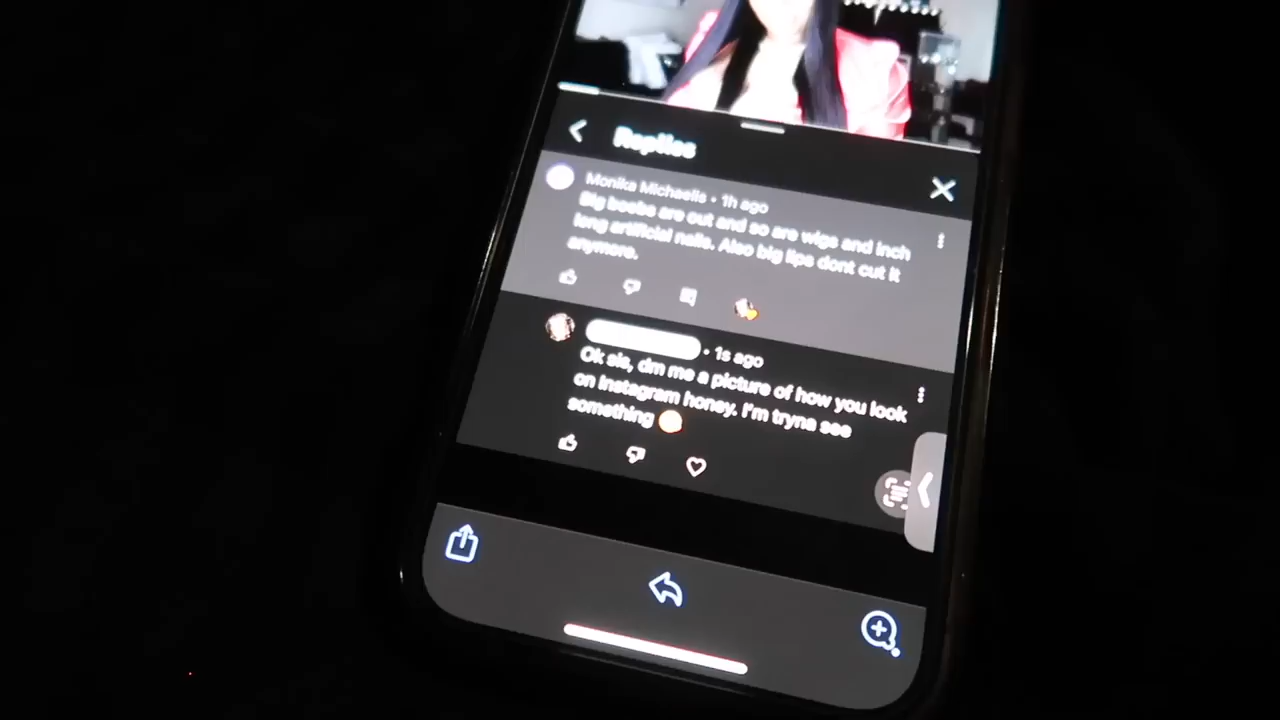 Replies
Monika Michaelis • 1h ago
Big boobs are out and so are wigs and inch
long artificial nails. Also big lips dont cut it
anymore.
• 1s ago
Ok sis, dm me a picture of how you look
on Instagram honey. I'm tryna see
something